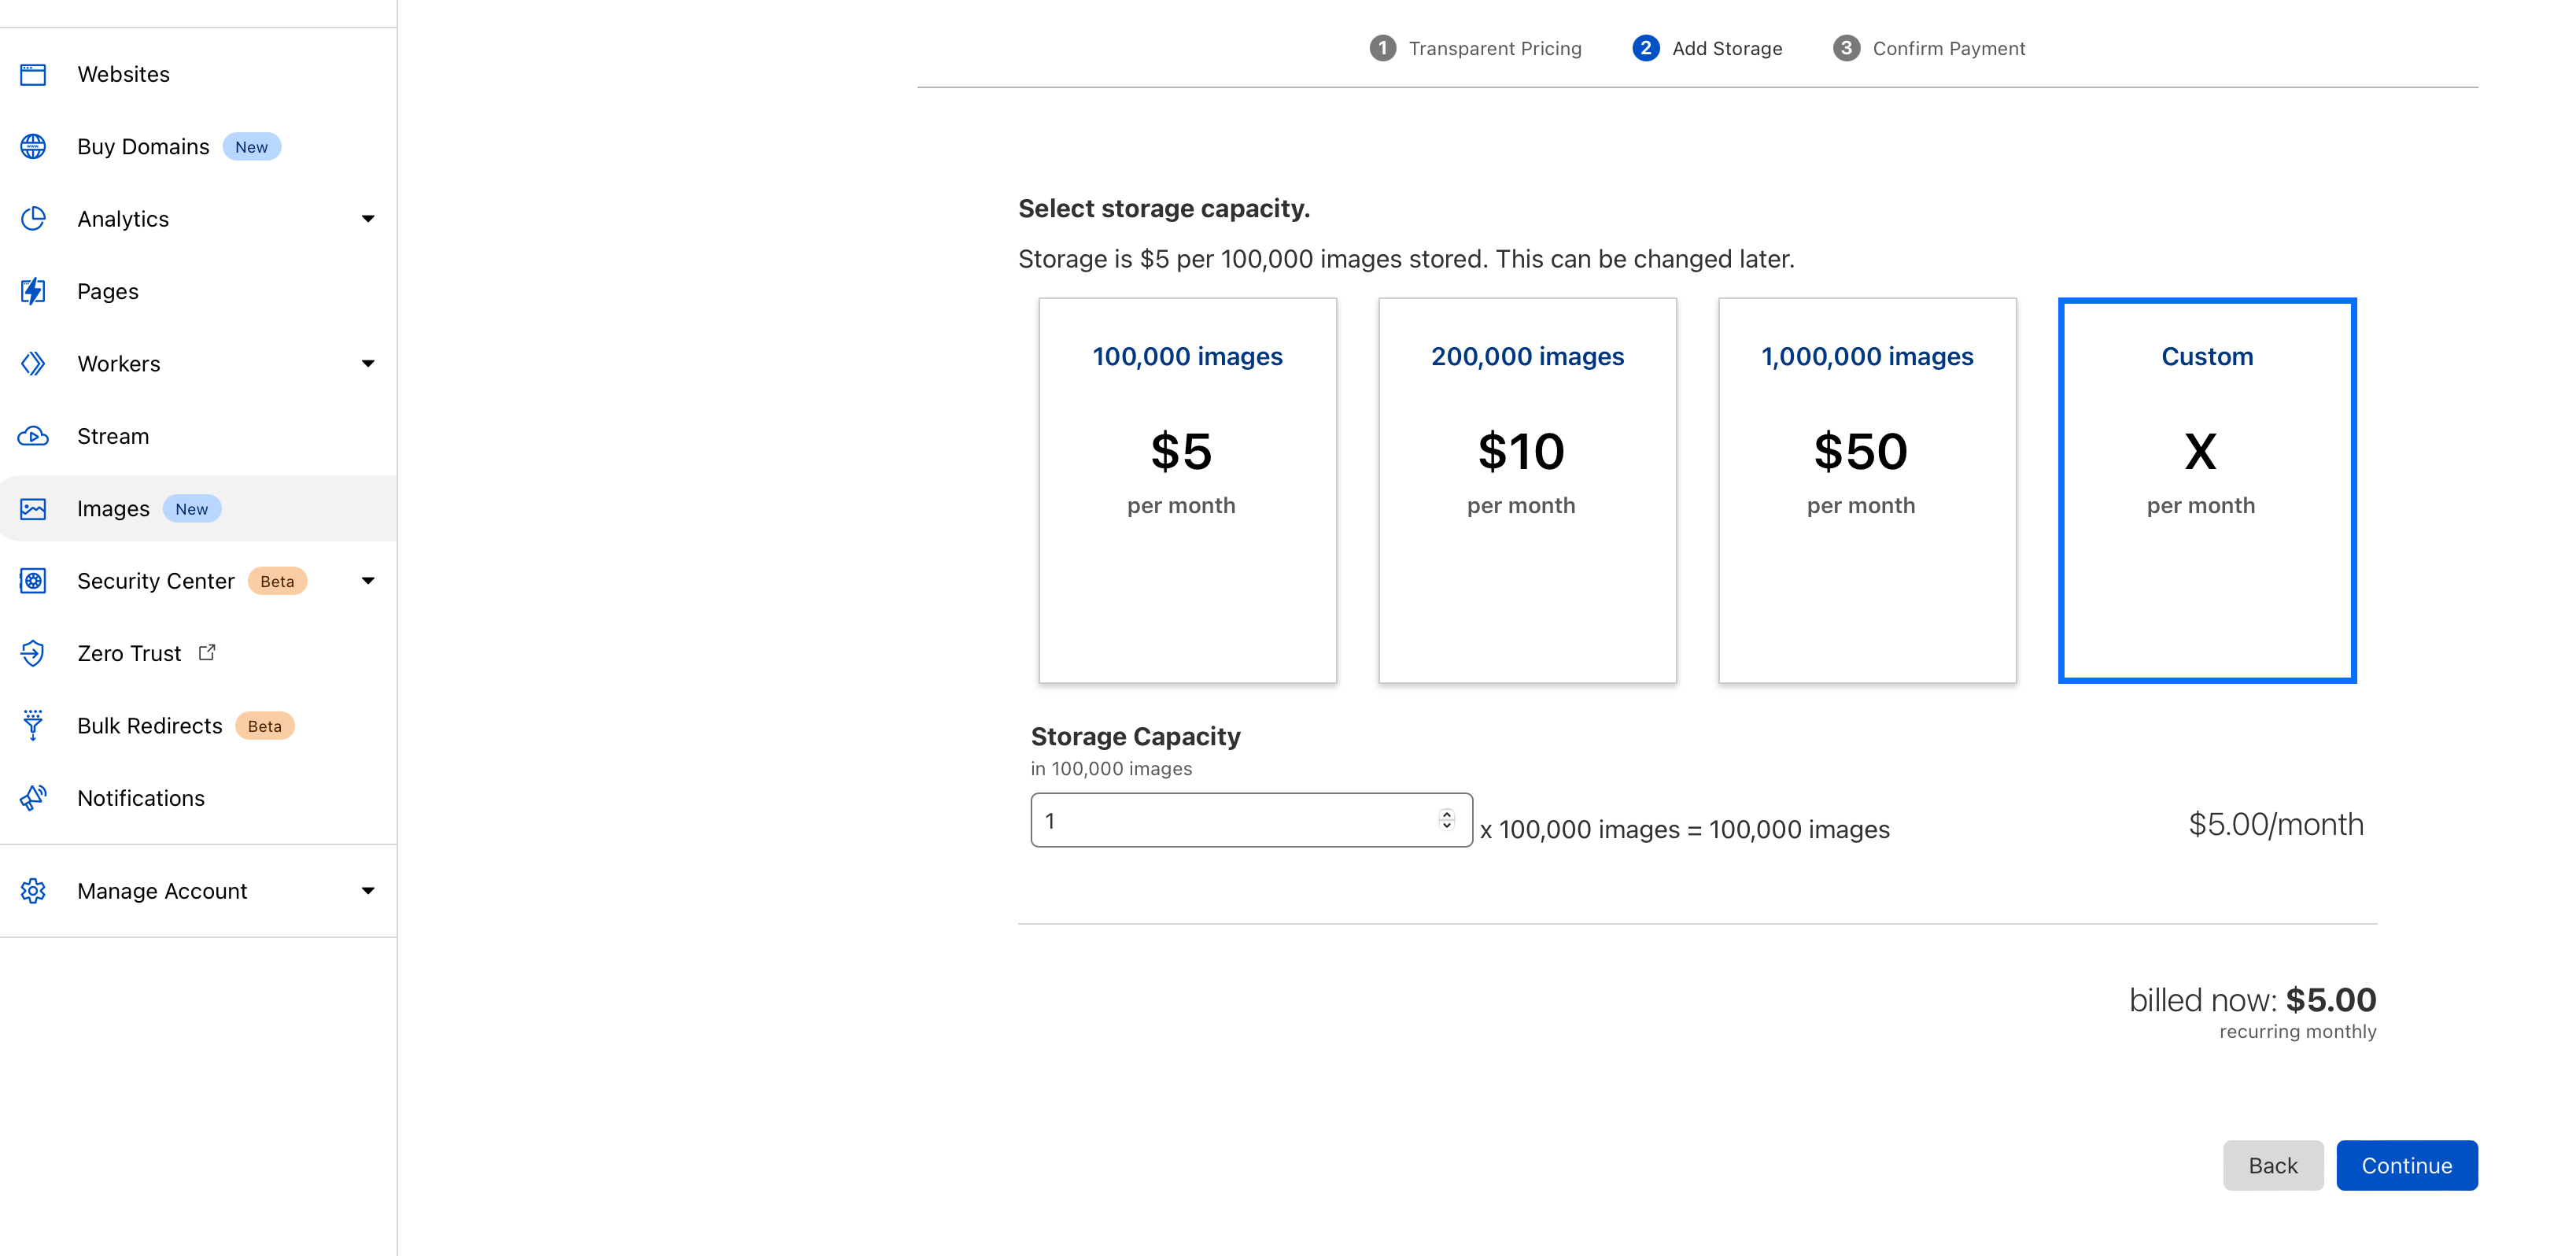 1 Transparent Pricing 2 Add Storage 3 Confirm Payment
Websites
Buy Domains New
Analytics
Pages
Workers
Stream
Images New
Security Center Beta
Zero Trust
Bulk Redirects Beta
Notifications
Manage Account
Select storage capacity.
Storage is $5 per 100,000 images stored. This can be changed later.
100,000 images
$5
per month
200,000 images
$10
per month
1,000,000 images
$50
per month
Custom
X
per month
Storage Capacity
in 100,000 images
1 x 100,000 images = 100,000 images $5.00/month
billed now: $5.00
recurring monthly
Back Continue